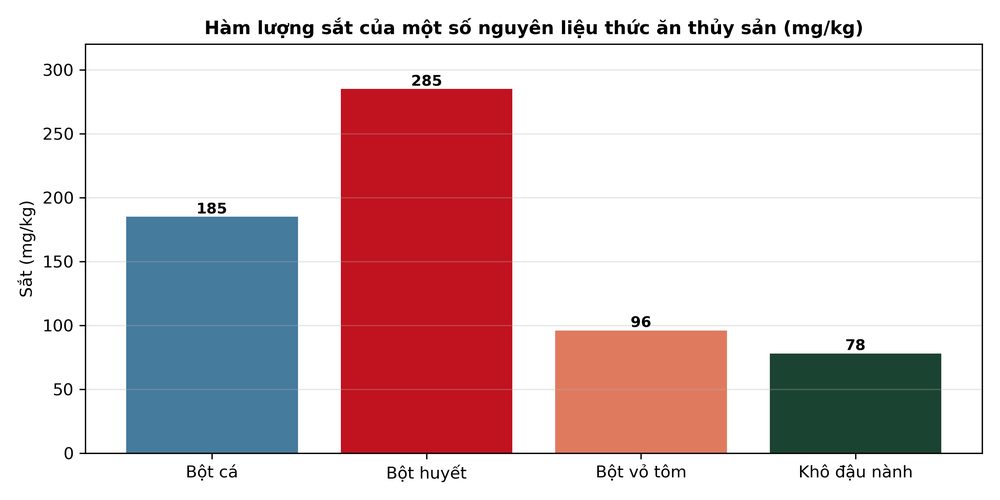 Hàm lượng sắt của một số nguyên liệu thức ăn thủy sản (mg/kg)
Sắt (mg/kg)
300
250
200
150
100
50
0
185
285
96
78
Bột cá
Bột huyết
Bột vỏ tôm
Khô đậu nành